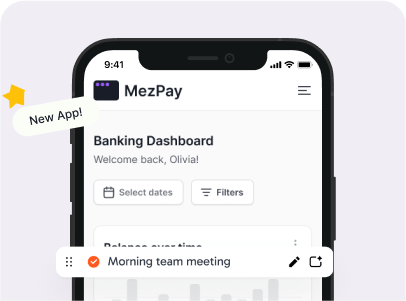 9:41
MezPay
New App!
Banking Dashboard
Welcome back, Olivia!
Select dates
Filters
Balance over time
Morning team meeting